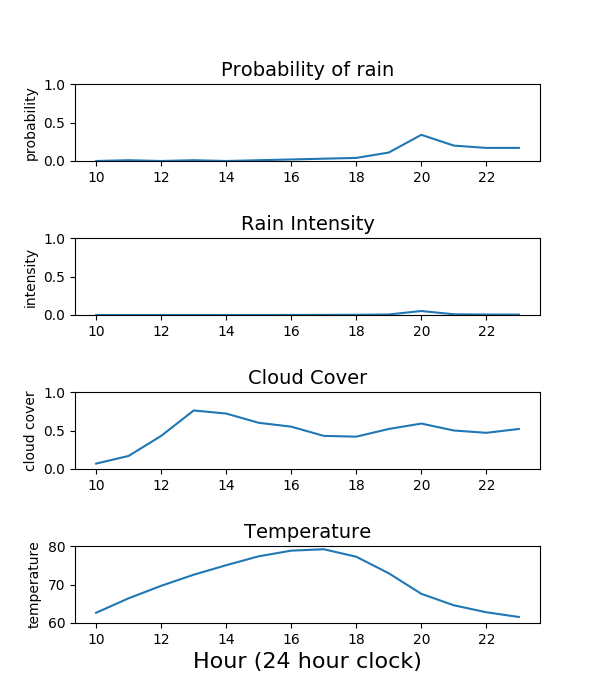 Probability of rain
1.0
0.5
0.0
probability
10 12 14 16 18 20 22
Rain Intensity
1.0
0.5
0.0
intensity
10 12 14 16 18 20 22
Cloud Cover
1.0
0.5
0.0
cloud cover
10 12 14 16 18 20 22
Temperature
80
70
60
temperature
10 12 14 16 18 20 22
Hour (24 hour clock)